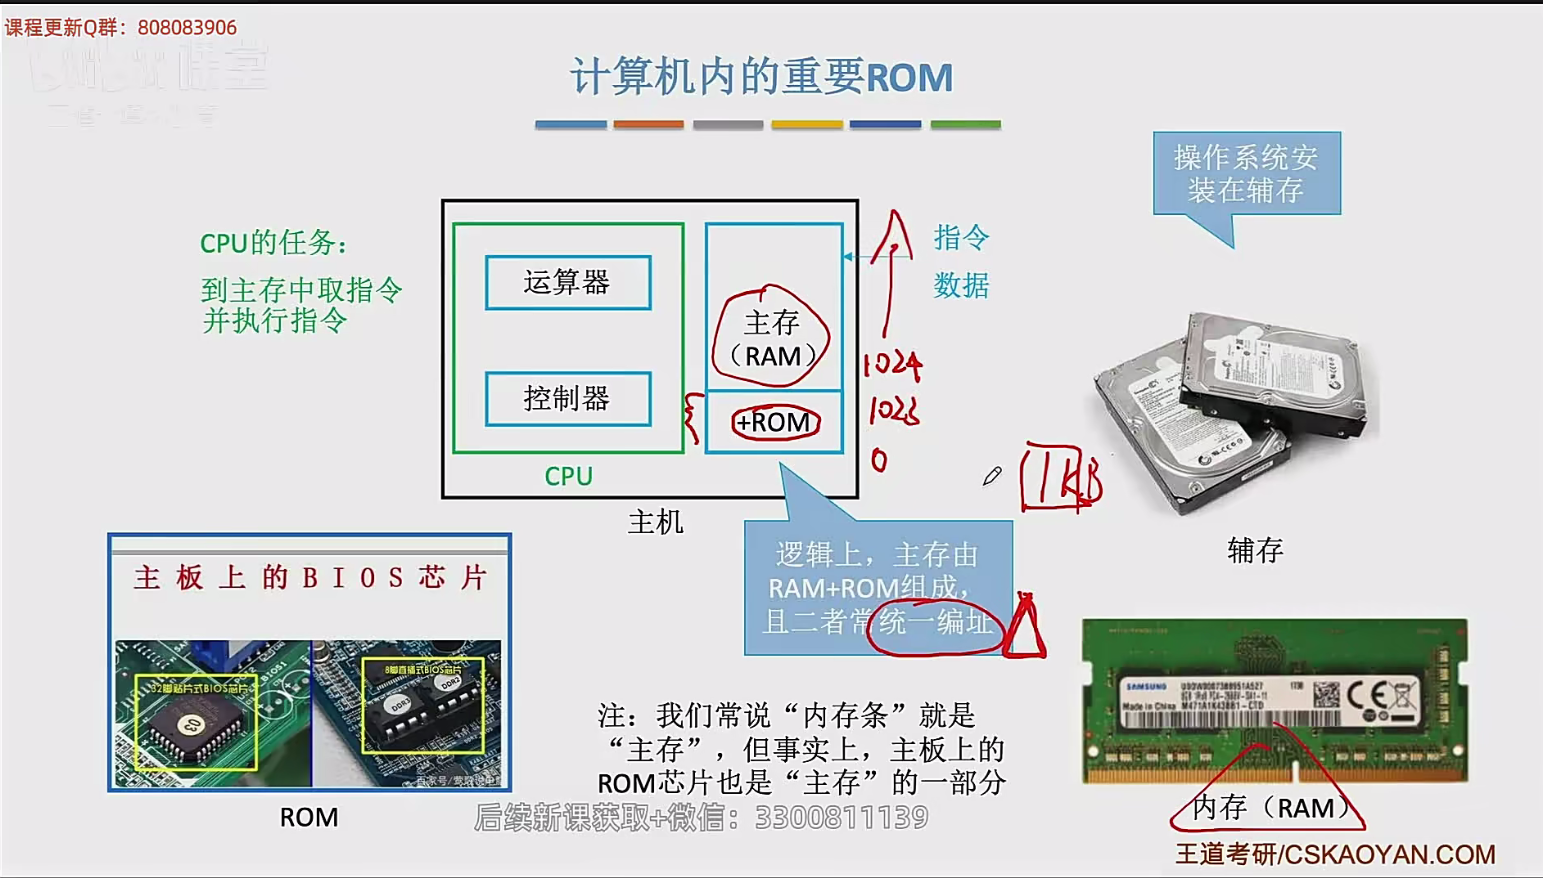 课程更新Q群：808083906
计算机内的重要ROM
操作系统安
装在辅存
CPU的任务：
到主存中取指令
并执行指令
运算器
控制器
CPU
主存
（RAM）
+ROM
主机
指令
数据
1024
1023
0
1KB
辅存
逻辑上，主存由
RAM+ROM组成，
且二者常统一编址
主板上的BIOS芯片
32脚贴片式BIOS芯片
8脚直插式BIOS芯片
DDR3
DDR2
ROM
注：我们常说“内存条”就是
“主存”，但事实上，主板上的
ROM芯片也是“主存”的一部分
后续新课获取+微信：3300811139
SAMSUNG
Made in China
内存（RAM）
王道考研/CSKAOYAN.COM